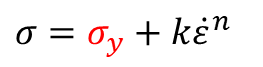 σ = σ_y + kε̇ⁿ